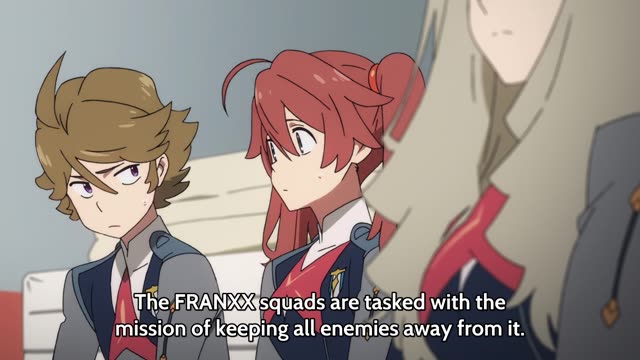 The FRANXX squads are tasked with the
mission of keeping all enemies away from it.